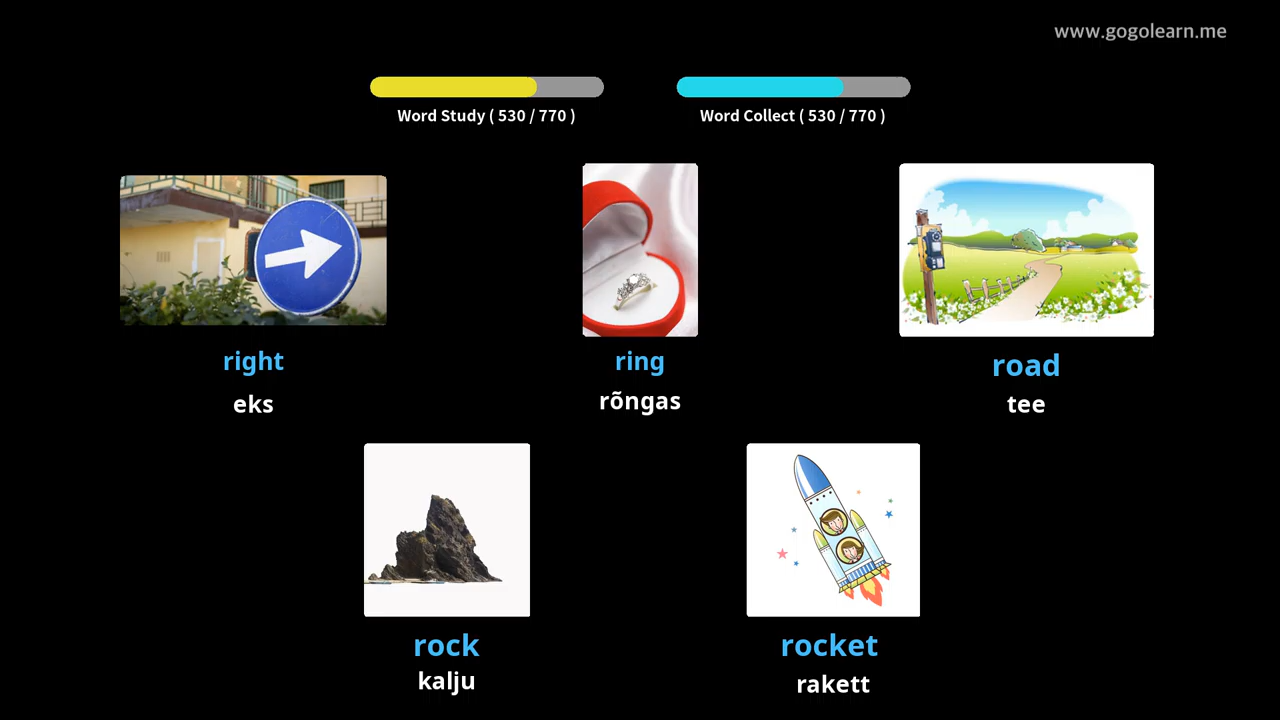 www.gogolearn.me
Word Study ( 530 / 770 )
Word Collect ( 530 / 770 )
right
eks
ring
rõngas
road
tee
rock
kalju
rocket
rakett